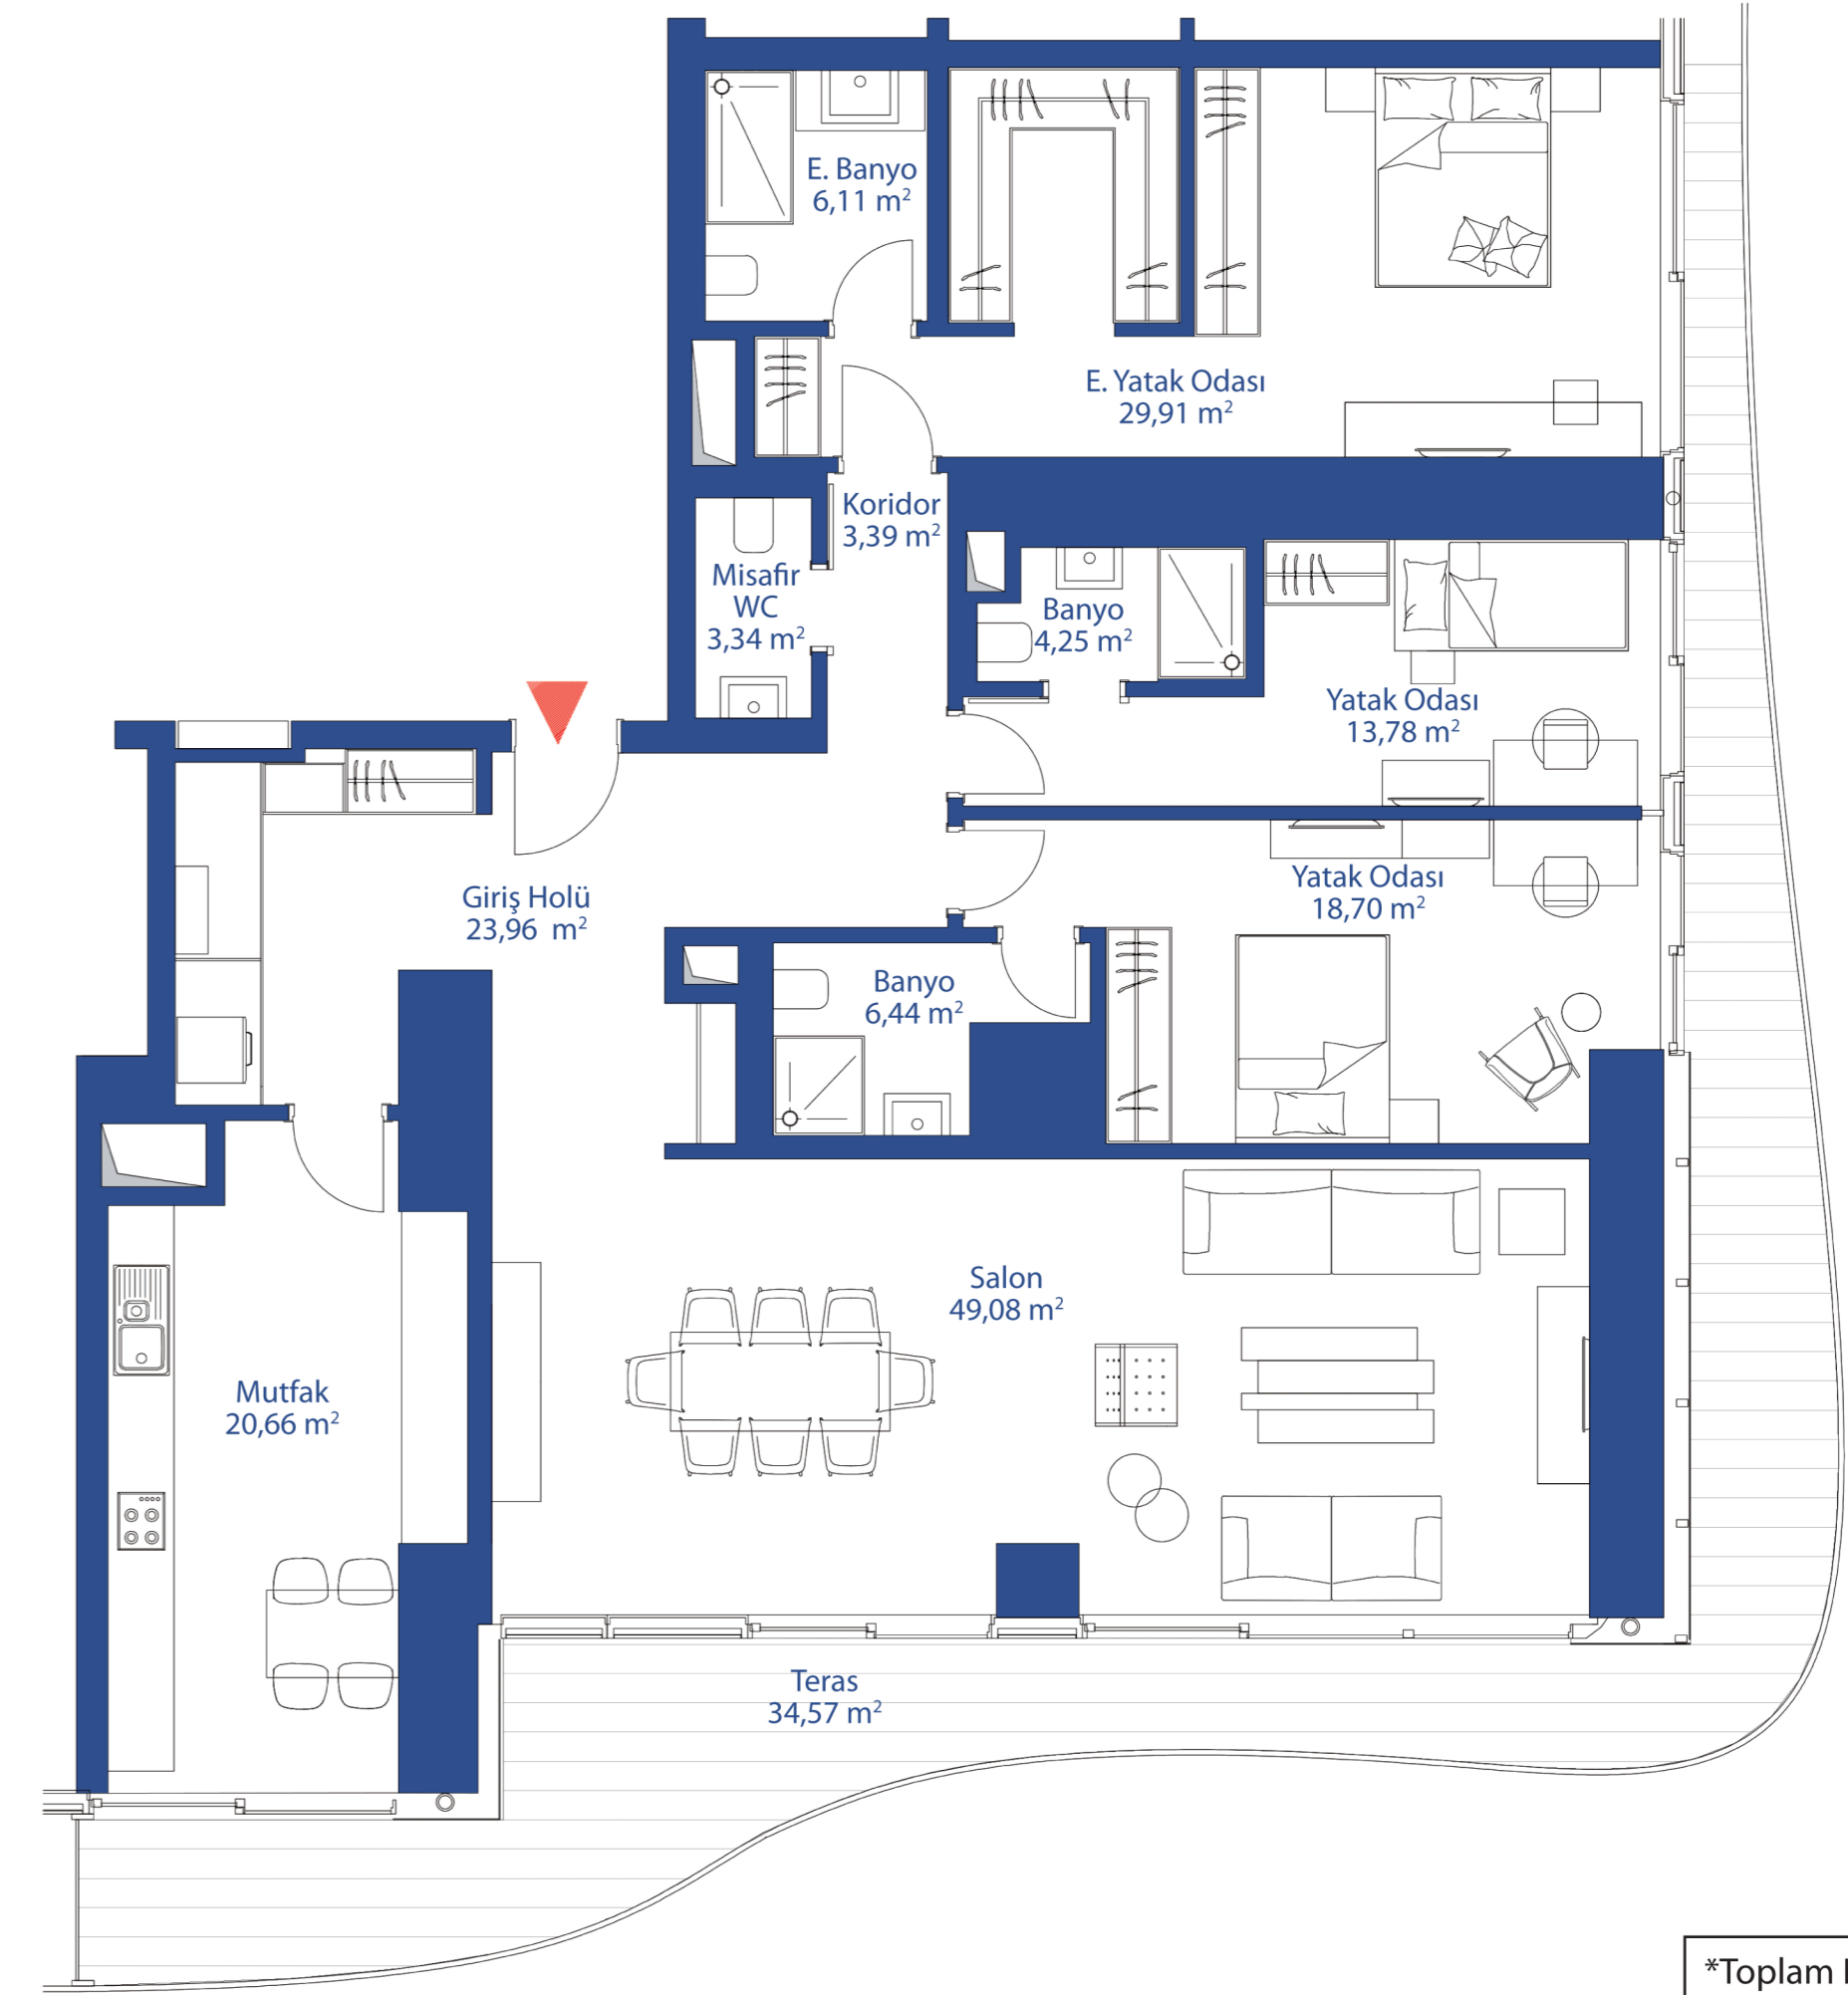 E. Banyo
6,11 m²
E. Yatak Odası
29,91 m²
Koridor
3,39 m²
Misafir
WC
3,34 m²
Banyo
4,25 m²
Yatak Odası
13,78 m²
Giriş Holü
23,96 m²
Yatak Odası
18,70 m²
Banyo
6,44 m²
Salon
49,08 m²
Mutfak
20,66 m²
Teras
34,57 m²
*Toplam